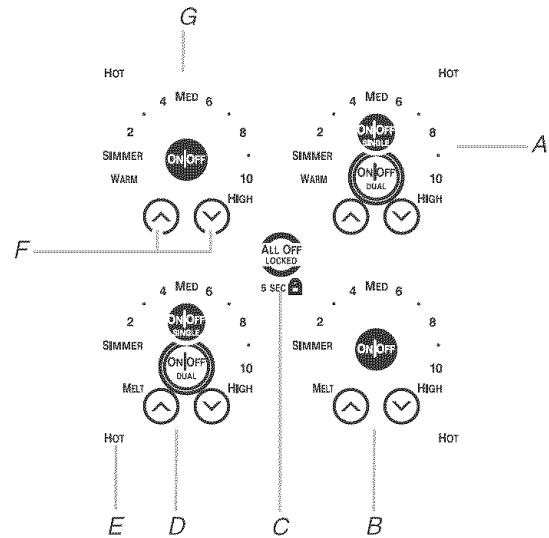 G
HOT HOT
4 MED 6 4 MED 6
2 8 2 ON OFF 8
SINGLE
SIMMER ON OFF SIMMER A
WARM 10 WARM ON OFF 10
DUAL
HIGH HIGH
F
ALL OFF
LOCKED
5 SEC
4 MED 6 4 MED 6
2 ON OFF 8 2 8
SINGLE
SIMMER SIMMER ON OFF
ON OFF 10 10
DUAL
MELT HIGH MELT HIGH
HOT HOT
E D C B